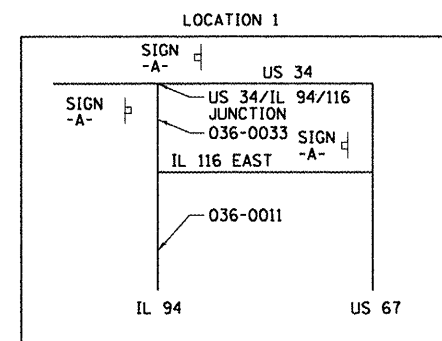 LOCATION 1
SIGN
-A-
US 34
SIGN
-A-
US 34/IL 94/116
JUNCTION
036-0033
SIGN
-A-
IL 116 EAST
036-0011
IL 94
US 67